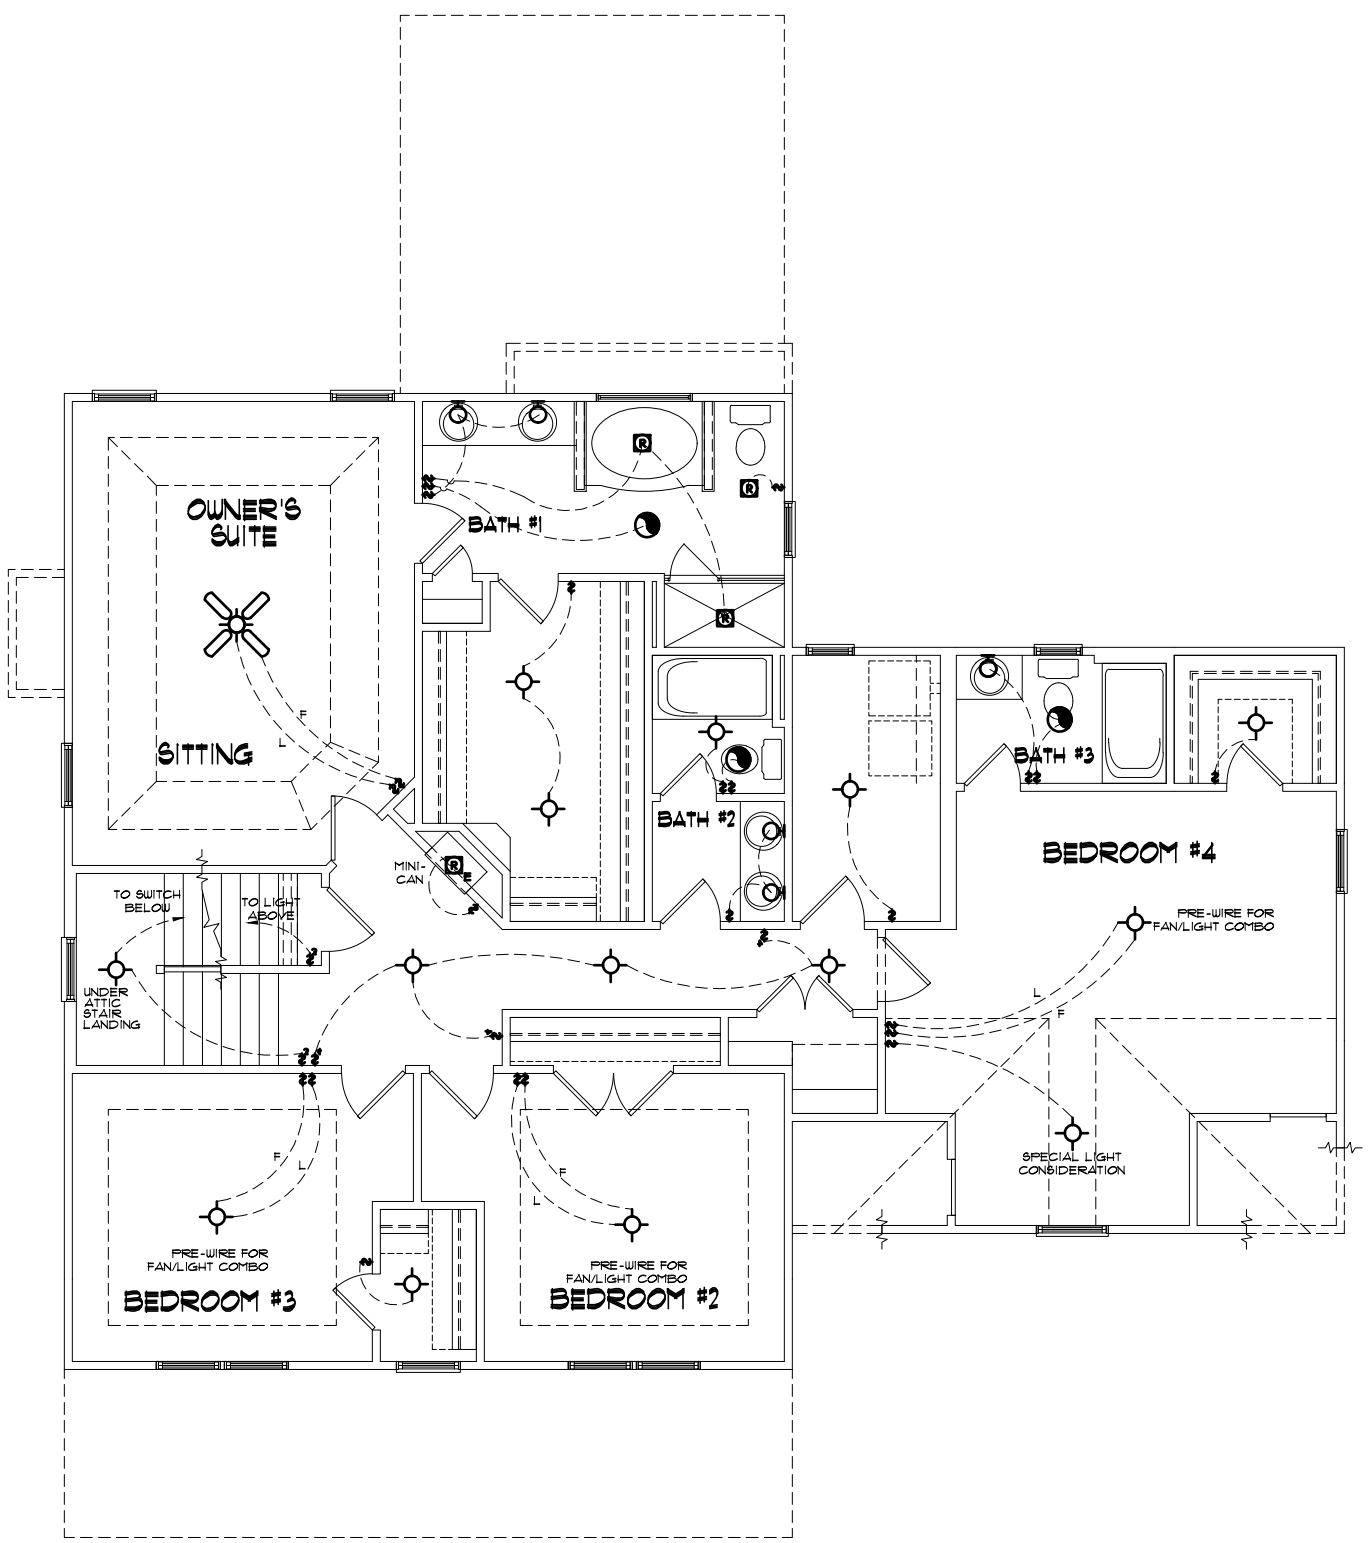 R
R
OWNER'S
SUITE
BATH #1
R
F
L
SITTING
BATH #3
BATH #2
BEDROOM #4
MINI-
CAN
R
E
TO SWITCH
BELOW
TO LIGHT
ABOVE
PRE-WIRE FOR
FAN/LIGHT COMBO
UNDER
ATTIC
STAIR
LANDING
L
F
F
L
F
L
SPECIAL LIGHT
CONSIDERATION
PRE-WIRE FOR
FAN/LIGHT COMBO
BEDROOM #3
PRE-WIRE FOR
FAN/LIGHT COMBO
BEDROOM #2